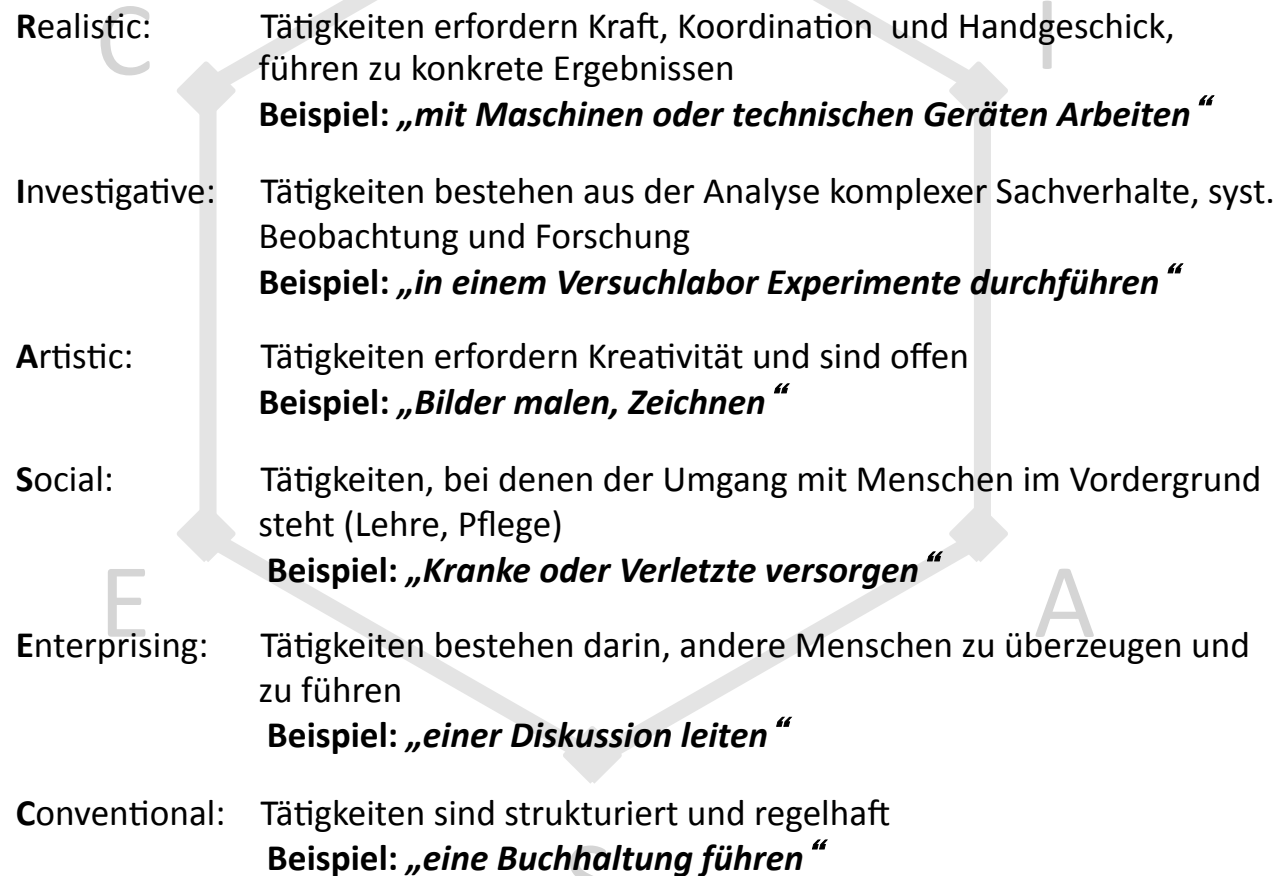 Realistic: Tätigkeiten erfordern Kraft, Koordination und Handgeschick,
führen zu konkrete Ergebnissen
Beispiel: „mit Maschinen oder technischen Geräten Arbeiten“
Investigative: Tätigkeiten bestehen aus der Analyse komplexer Sachverhalte, syst.
Beobachtung und Forschung
Beispiel: „in einem Versuchlabor Experimente durchführen“
Artistic: Tätigkeiten erfordern Kreativität und sind offen
Beispiel: „Bilder malen, Zeichnen“
Social: Tätigkeiten, bei denen der Umgang mit Menschen im Vordergrund
steht (Lehre, Pflege)
Beispiel: „Kranke oder Verletzte versorgen“
Enterprising: Tätigkeiten bestehen darin, andere Menschen zu überzeugen und
zu führen
Beispiel: „einer Diskussion leiten“
Conventional: Tätigkeiten sind strukturiert und regelhaft
Beispiel: „eine Buchhaltung führen“
C
I
E
A